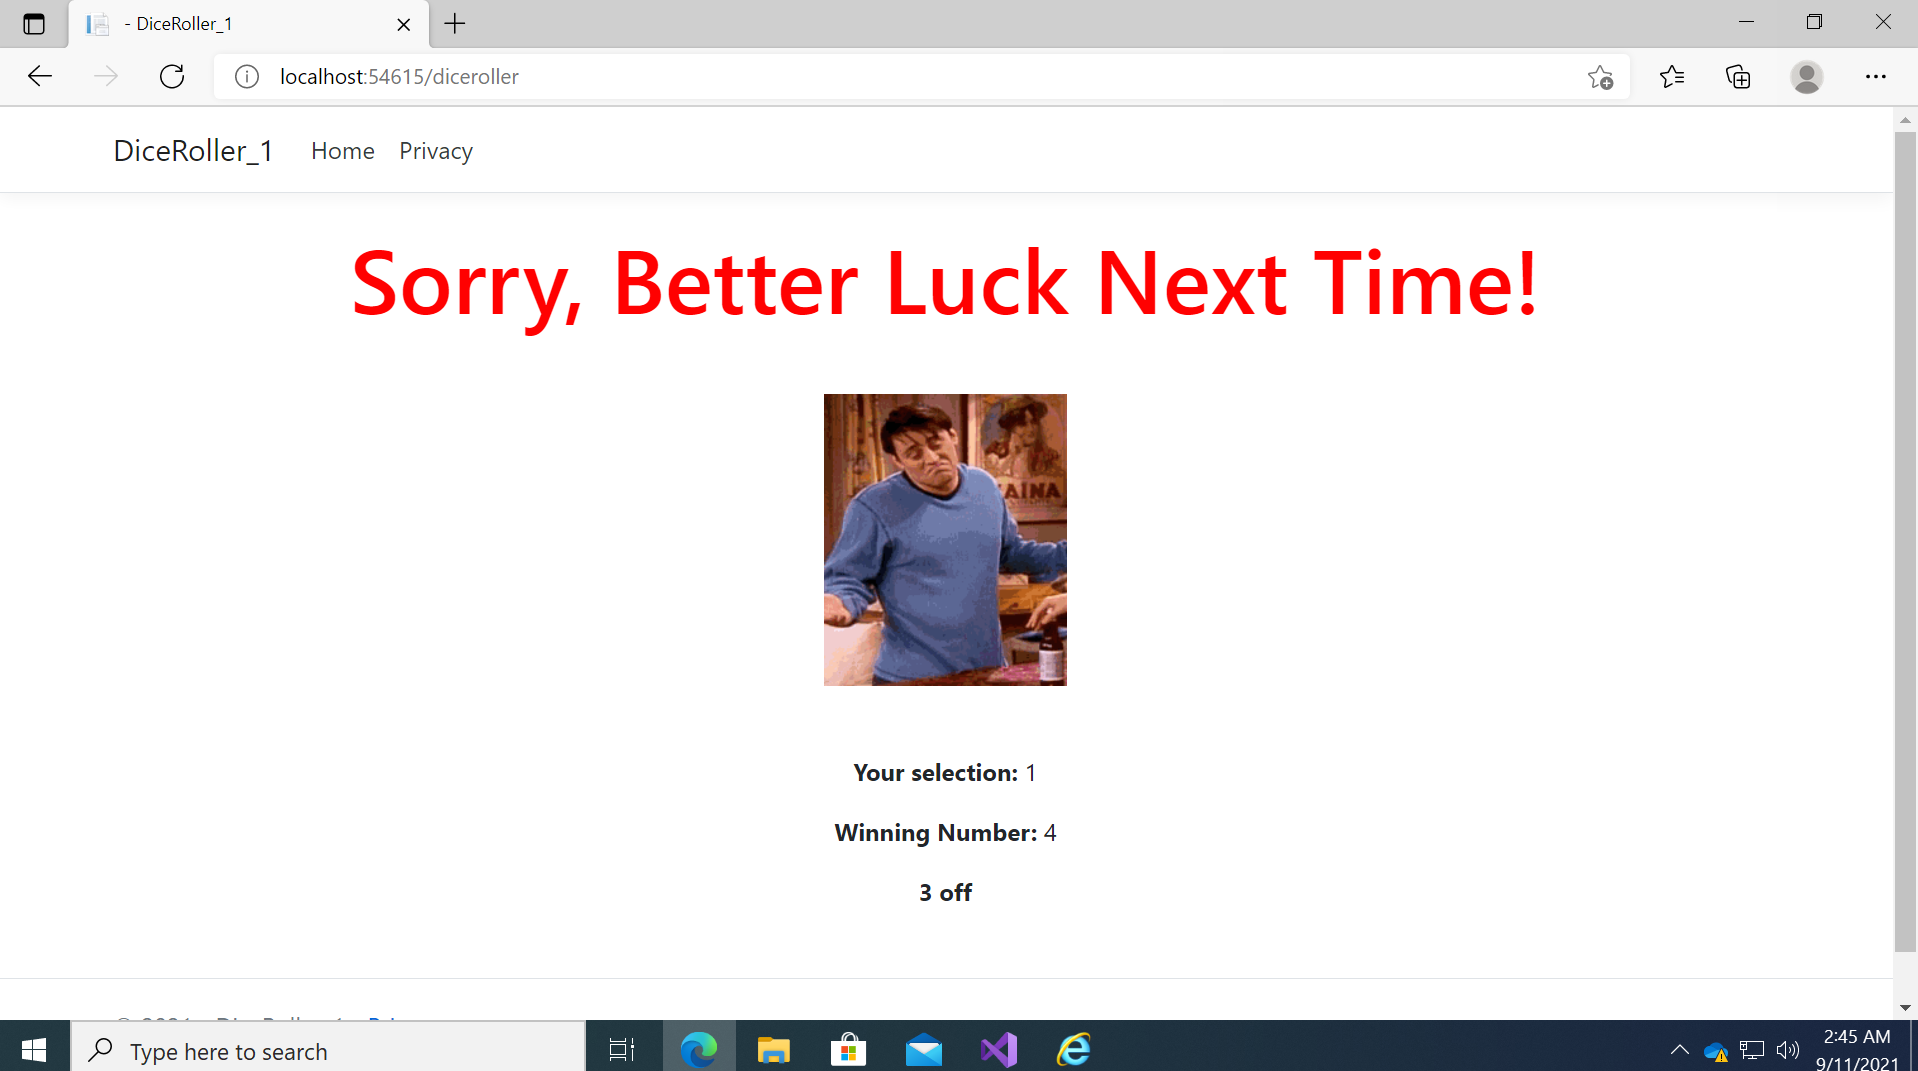 - DiceRoller_1
localhost:54615/diceroller
DiceRoller_1 Home Privacy
Sorry, Better Luck Next Time!
AINA
Your selection: 1
Winning Number: 4
3 off
Type here to search
2:45 AM
9/11/2021